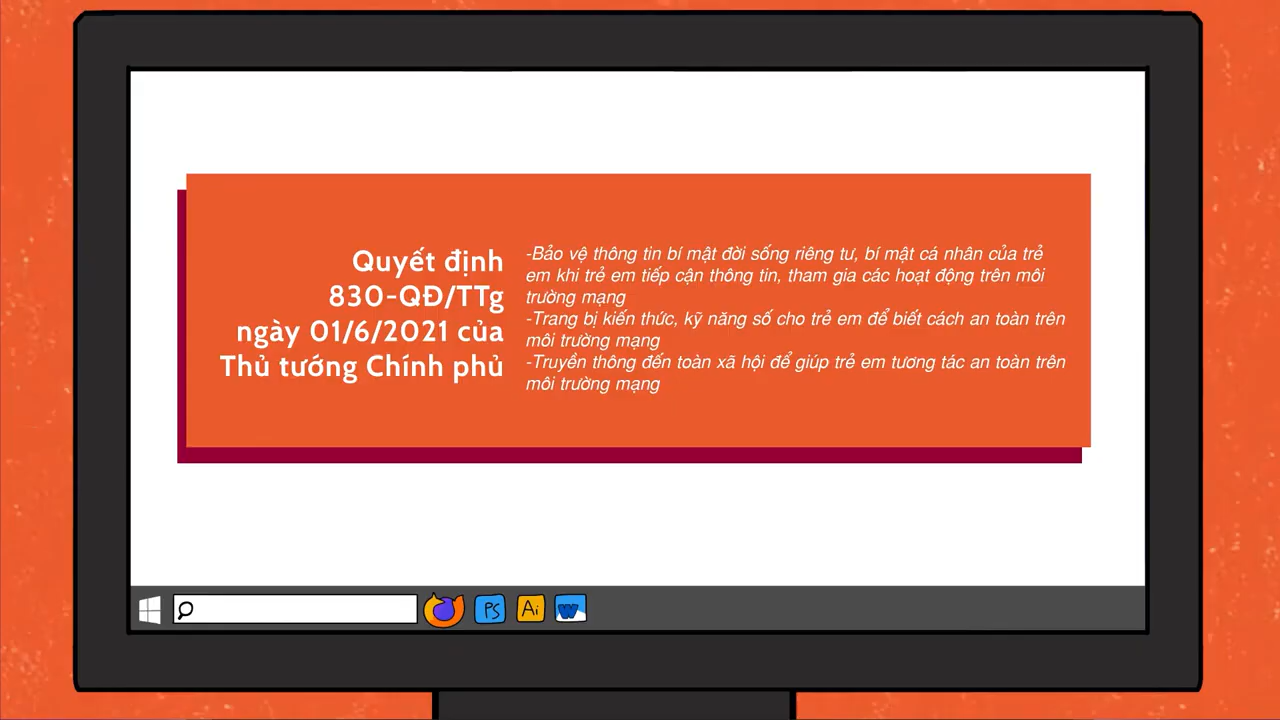 Quyết định
830-QĐ/TTg
ngày 01/6/2021 của
Thủ tướng Chính phủ
-Bảo vệ thông tin bí mật đời sống riêng tư, bí mật cá nhân của trẻ
em khi trẻ em tiếp cận thông tin, tham gia các hoạt động trên môi
trường mạng
-Trang bị kiến thức, kỹ năng số cho trẻ em để biết cách an toàn trên
môi trường mạng
-Truyền thông đến toàn xã hội để giúp trẻ em tương tác an toàn trên
môi trường mạng
PS
Ai
W